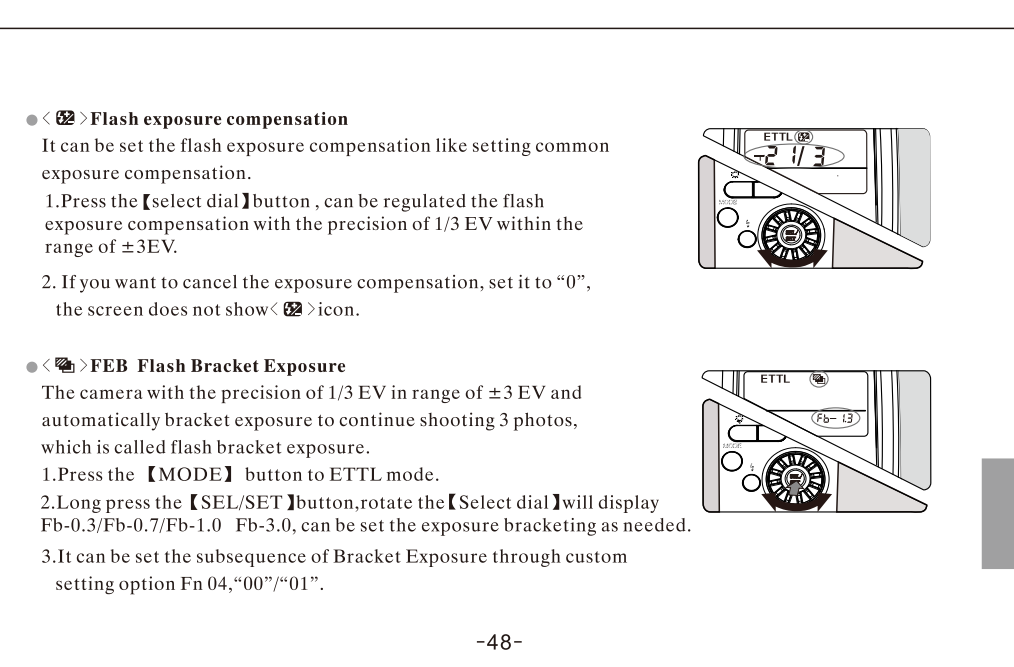 ●〈 〉Flash exposure compensation
It can be set the flash exposure compensation like setting common
exposure compensation.
1.Press the【select dial】button , can be regulated the flash
exposure compensation with the precision of 1/3 EV within the
range of ±3EV.
2. If you want to cancel the exposure compensation, set it to “0”,
the screen does not show〈 〉icon.
ETTL
-2 1/3
MODE
●〈 〉FEB  Flash Bracket Exposure
The camera with the precision of 1/3 EV in range of ±3 EV and
automatically bracket exposure to continue shooting 3 photos,
which is called flash bracket exposure.
1.Press the 【MODE】 button to ETTL mode.
2.Long press the【SEL/SET】button,rotate the【Select dial】will display
Fb-0.3/Fb-0.7/Fb-1.0   Fb-3.0, can be set the exposure bracketing as needed.
3.It can be set the subsequence of Bracket Exposure through custom
setting option Fn 04,“00”/“01”.
ETTL
Fb- 1.3
MODE
-48-